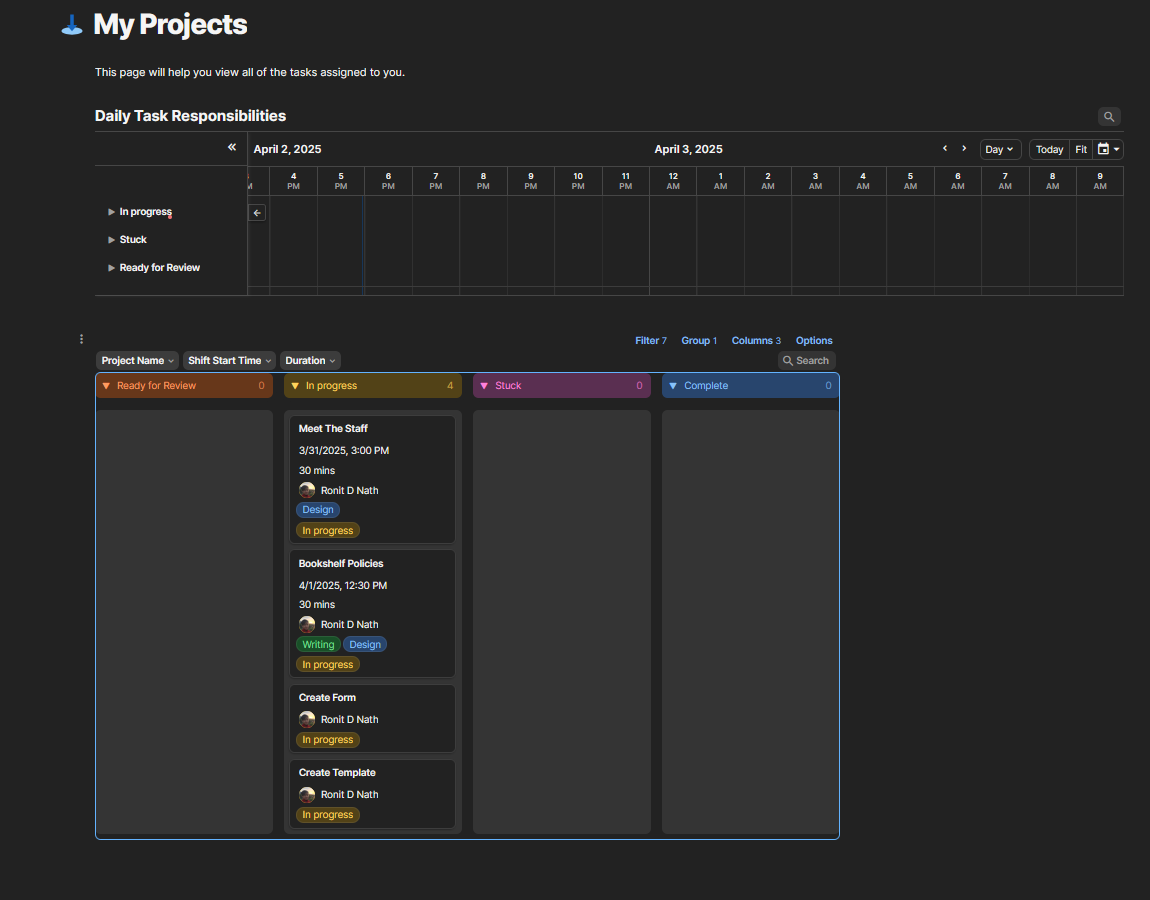 My Projects
This page will help you view all of the tasks assigned to you.
Daily Task Responsibilities
April 2, 2025 April 3, 2025 Day Today Fit
4 5 6 7 8 9 10 11 12 1 2 3 4 5 6 7 8 9
M PM PM PM PM PM PM PM PM AM AM AM AM AM AM AM AM AM AM
In progress
Stuck
Ready for Review
Filter 7 Group 1 Columns 3 Options
Project Name Shift Start Time Duration Search
Ready for Review 0 In progress 4 Stuck 0 Complete 0
Meet The Staff
3/31/2025, 3:00 PM
30 mins
Ronit D Nath
Design
In progress
Bookshelf Policies
4/1/2025, 12:30 PM
30 mins
Ronit D Nath
Writing Design
In progress
Create Form
Ronit D Nath
In progress
Create Template
Ronit D Nath
In progress